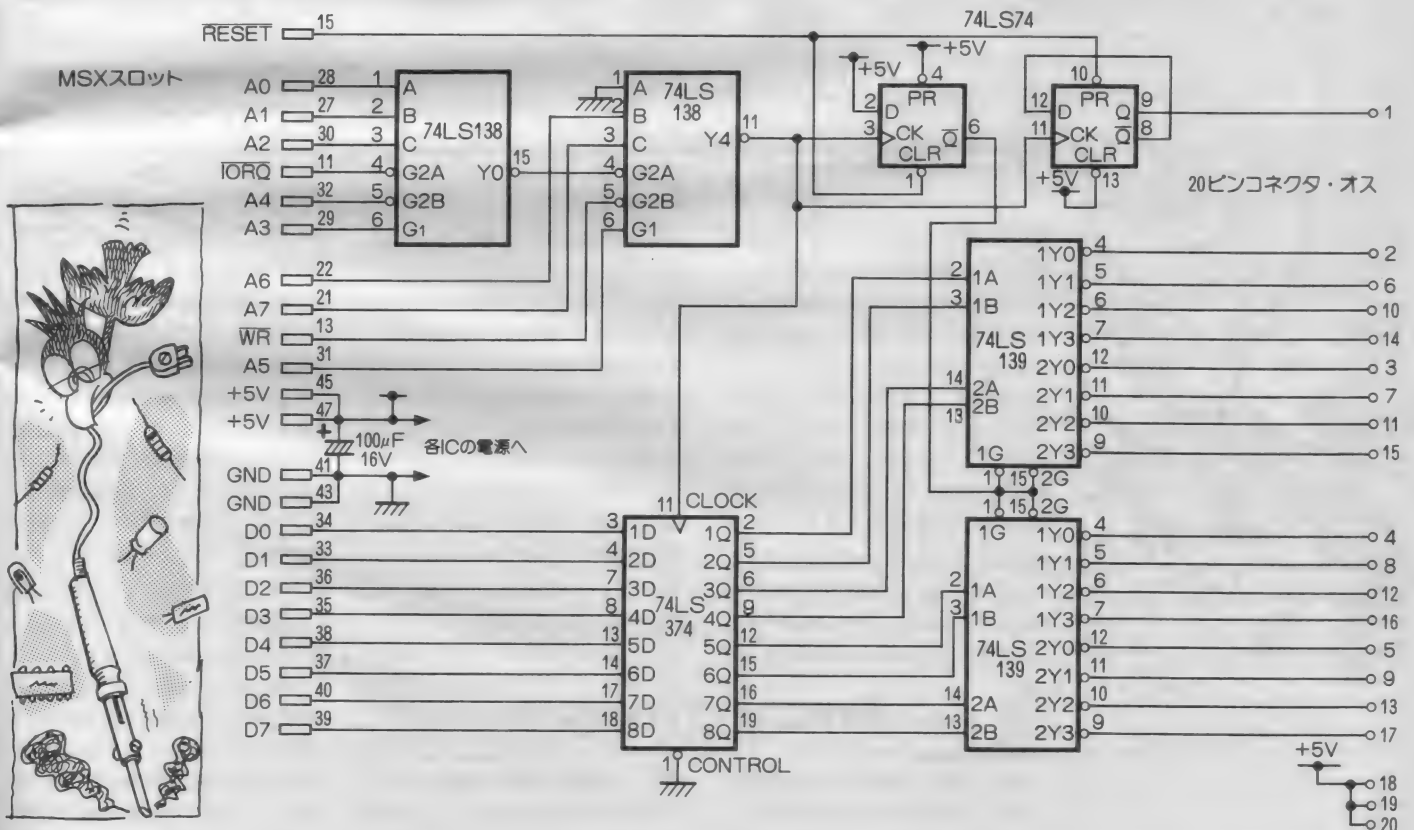 RESET 15
74LS74
MSXスロット
+5V
+5V
A0 28 1 A
A1 27 2 B
A2 30 3 C
IORQ 11 4 G2A
A4 32 5 G2B
A3 29 6 G1
74LS138
Y0 15
1 A
2 B
C
4 G2A
5 G2B
6 G1
74LS
138
Y4 11
4
PR
2 D
3 CK
CLR
Q 6
1
10
PR
12 D
11 CK
CLR
Q 9
Q 8
+5V
13
1
20ピンコネクタ・オス
A6 22
A7 21
WR 13
A5 31
+5V 45
+5V 47
+
100μF
16V
各ICの電源へ
GND 41
GND 43
D0 34 3 1D
D1 33 4 2D
D2 36 7 3D
D3 35 8 4D
D4 38 13 5D
D5 37 14 6D
D6 40 17 7D
D7 39 18 8D
11 CLOCK
74LS
374
1Q 2
2Q 5
3Q 6
4Q 9
5Q 12
6Q 15
7Q 16
8Q 19
1 CONTROL
2 1A
3 1B
14 2A
13 2B
74LS
139
1Y0 4 2
1Y1 5 6
1Y2 6 10
1Y3 7 14
2Y0 12 3
2Y1 11 7
2Y2 10 11
2Y3 9 15
1G
1 15 2G
1 15 2G
1G
2 1A
3 1B
14 2A
13 2B
74LS
139
1Y0 4 4
1Y1 5 8
1Y2 6 12
1Y3 7 16
2Y0 12 5
2Y1 11 9
2Y2 10 13
2Y3 9 17
+5V
18
19
20